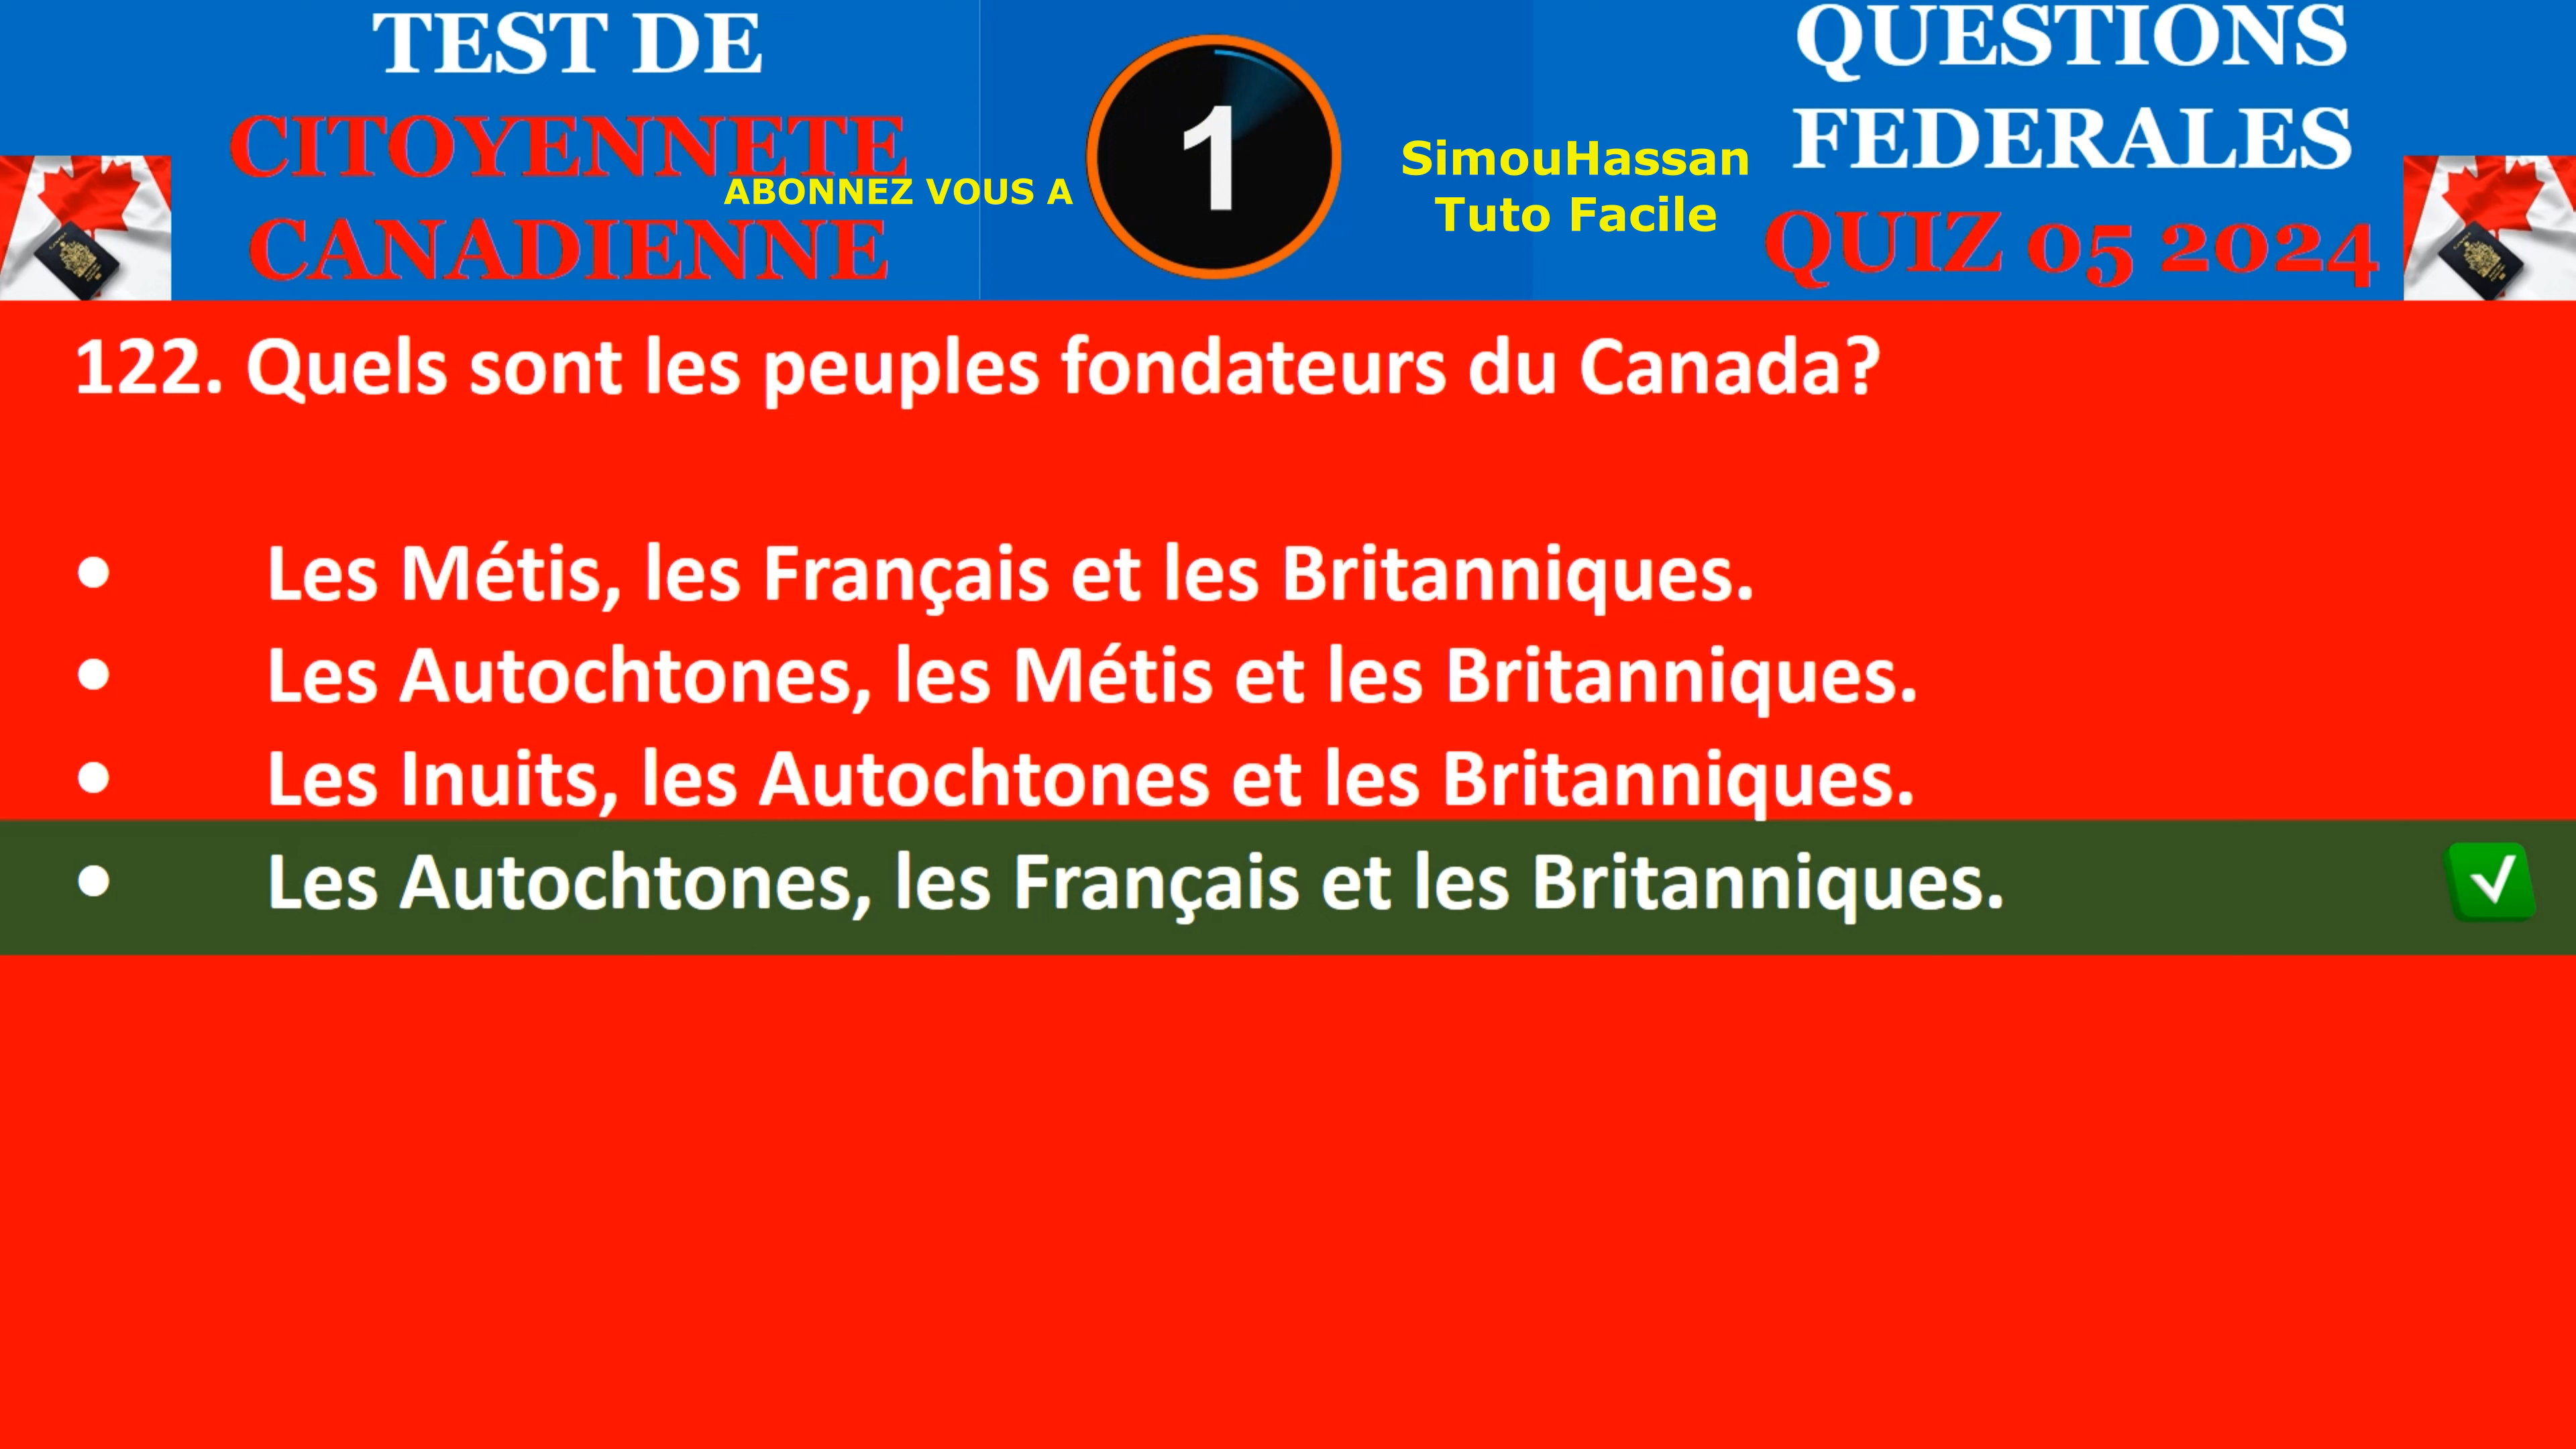 TEST DE
CITOYENNETE
CANADIENNE
ABONNEZ VOUS A
1
SimouHassan
Tuto Facile
QUESTIONS
FEDERALES
QUIZ 05 2024
122. Quels sont les peuples fondateurs du Canada?
• Les Métis, les Français et les Britanniques.
• Les Autochtones, les Métis et les Britanniques.
• Les Inuits, les Autochtones et les Britanniques.
• Les Autochtones, les Français et les Britanniques.